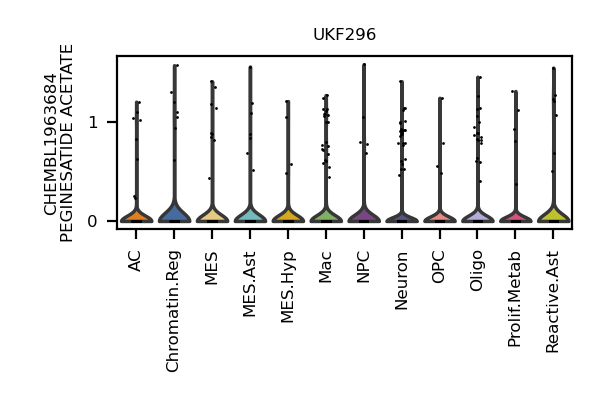 UKF296
CHEMBL1963684
PEGINESATIDE ACETATE
1
0
AC
Chromatin.Reg
MES
MES.Ast
MES.Hyp
Mac
NPC
Neuron
OPC
Oligo
Prolif.Metab
Reactive.Ast